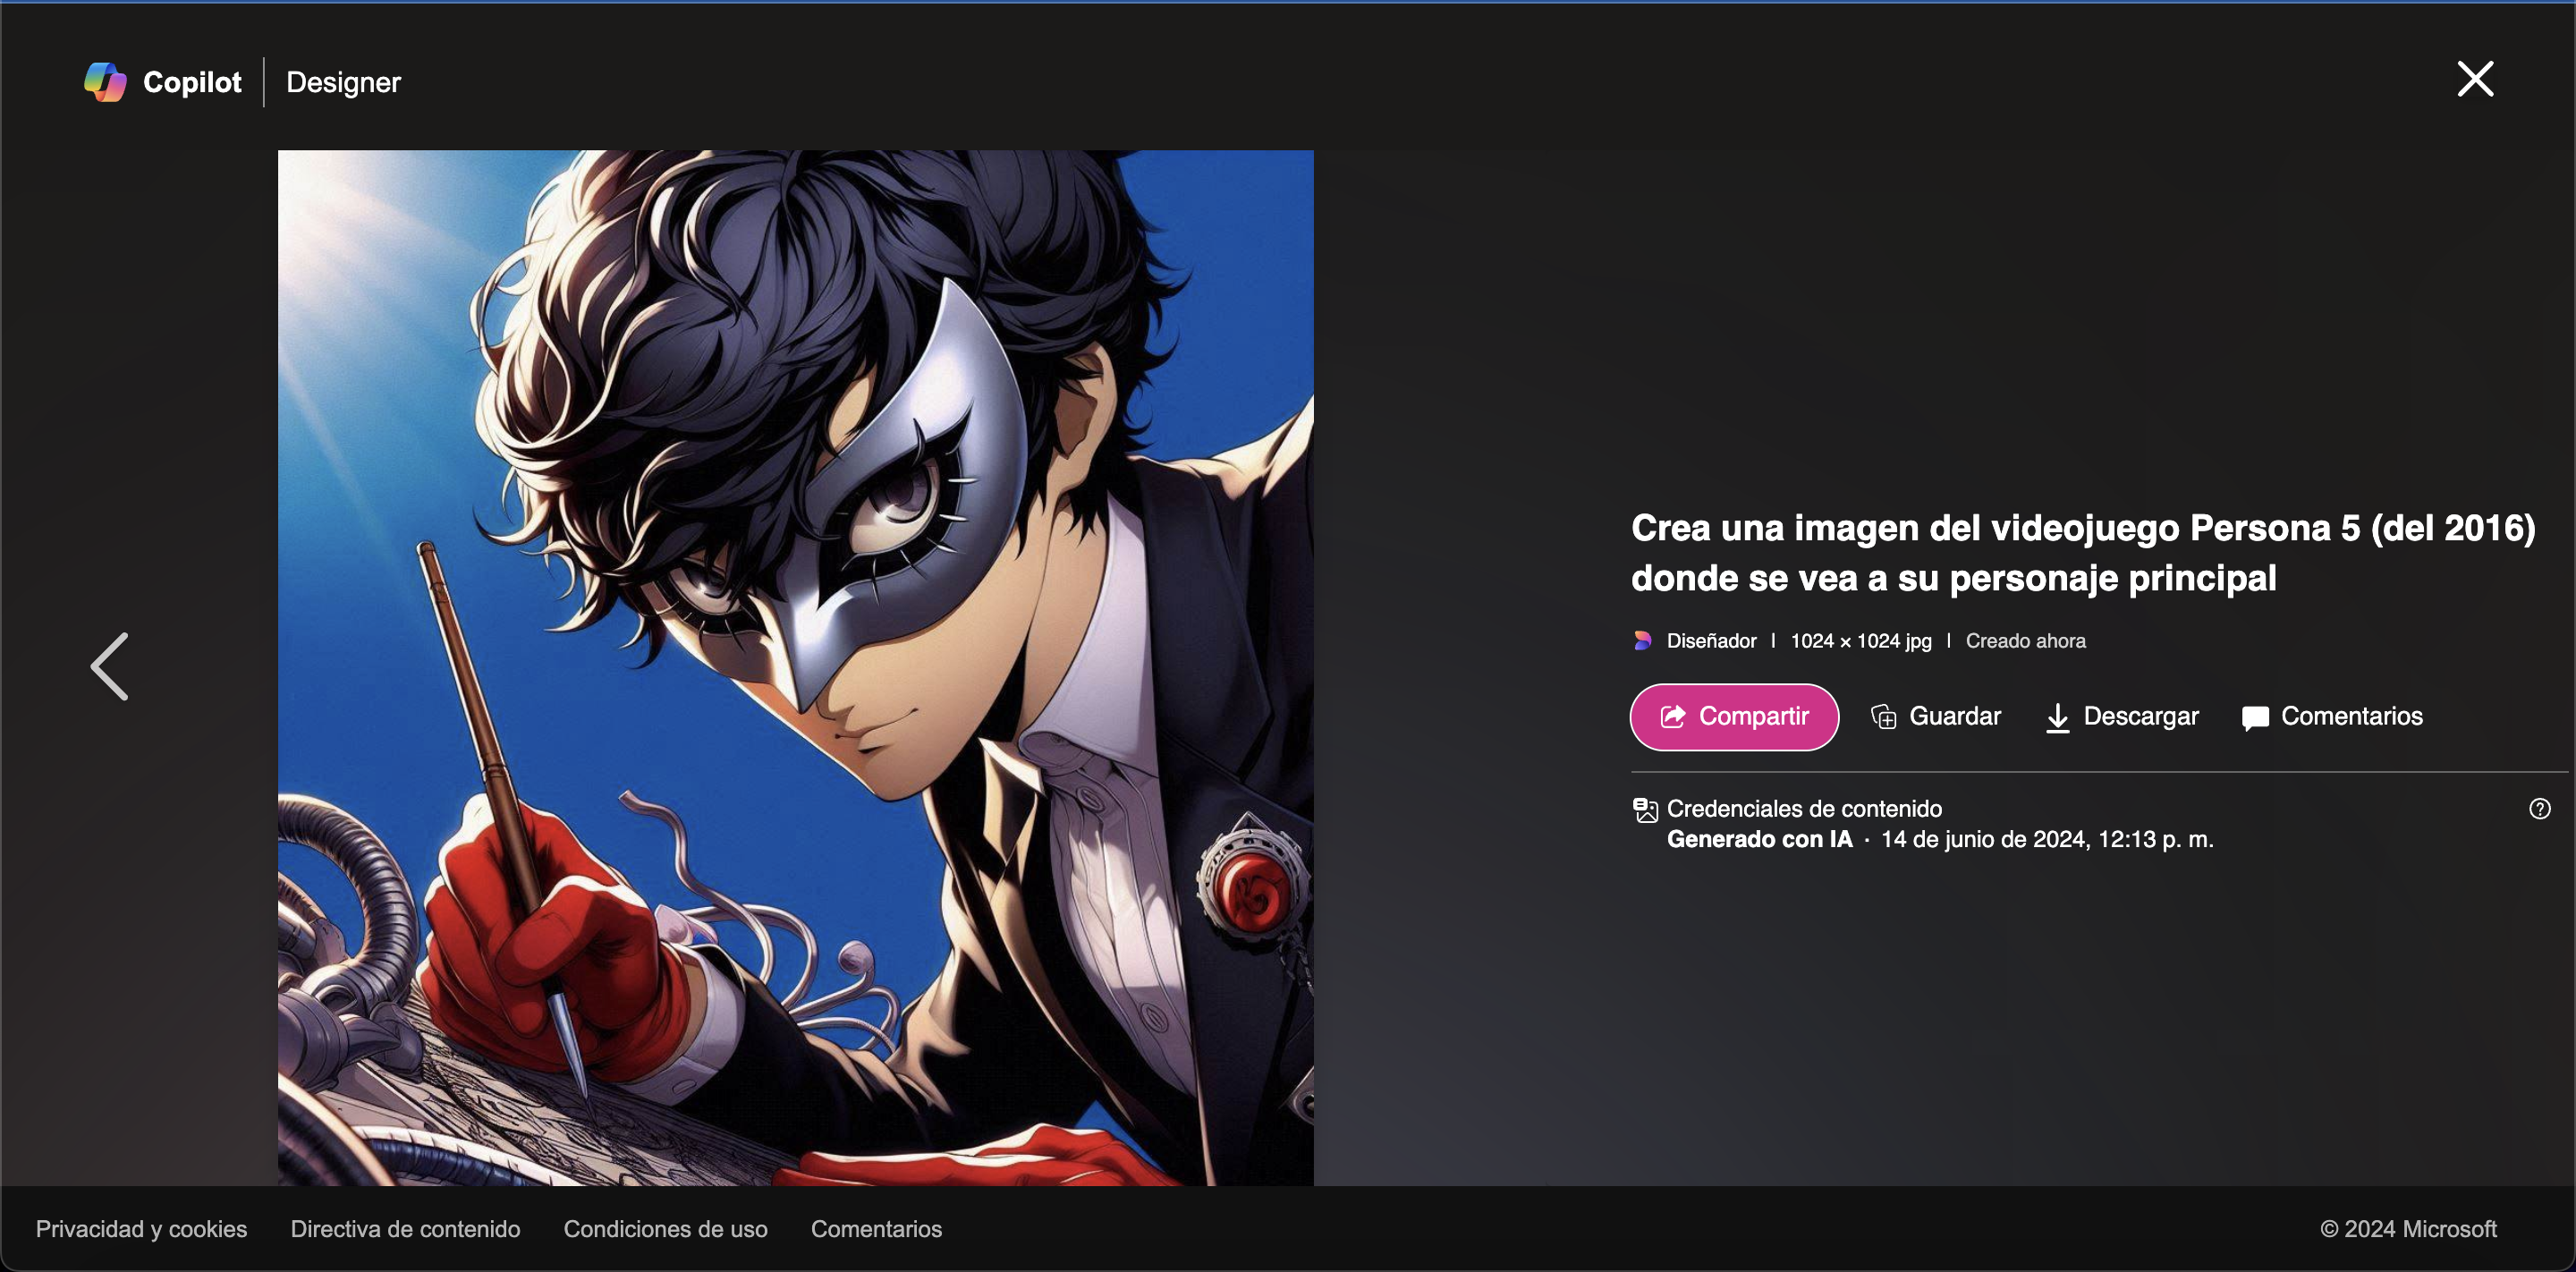 Copilot | Designer
Crea una imagen del videojuego Persona 5 (del 2016)
donde se vea a su personaje principal
Diseñador | 1024 × 1024 jpg | Creado ahora
Compartir Guardar Descargar Comentarios
Credenciales de contenido
Generado con IA · 14 de junio de 2024, 12:13 p. m.
Privacidad y cookies Directiva de contenido Condiciones de uso Comentarios © 2024 Microsoft